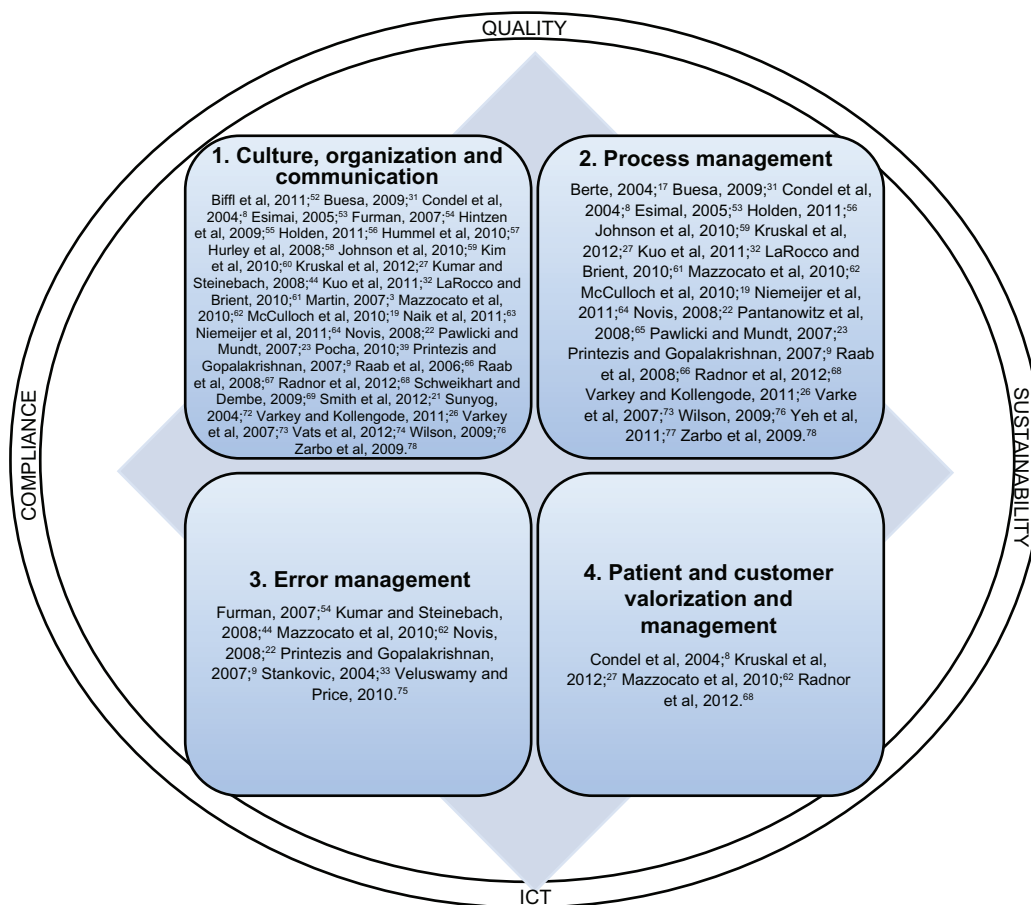 QUALITY
1. Culture, organization and
communication
Biffl et al, 2011;52 Buesa, 2009;31 Condel et al,
2004;8 Esimai, 2005;53 Furman, 2007;54 Hintzen
et al, 2009;55 Holden, 2011;56 Hummel et al, 2010;57
Hurley et al, 2008;58 Johnson et al, 2010;59 Kim
et al, 2010;60 Kruskal et al, 2012;27 Kumar and
Steinebach, 2008;44 Kuo et al, 2011;32 LaRocco and
Brient, 2010;61 Martin, 2007;3 Mazzocato et al,
2010;62 McCulloch et al, 2010;19 Naik et al, 2011;63
Niemeijer et al, 2011;64 Novis, 2008;22 Pawlicki and
Mundt, 2007;23 Pocha, 2010;39 Printezis and
Gopalakrishnan, 2007;9 Raab et al, 2006;66 Raab
et al, 2008;67 Radnor et al, 2012;68 Schweikhart and
Dembe, 2009;69 Smith et al, 2012;21 Sunyog,
2004;72 Varkey and Kollengode, 2011;26 Varkey
et al, 2007;73 Vats et al, 2012;74 Wilson, 2009;76
Zarbo et al, 2009.78
2. Process management
Berte, 2004;17 Buesa, 2009;31 Condel et al,
2004;8 Esimal, 2005;53 Holden, 2011;56
Johnson et al, 2010;59 Kruskal et al,
2012;27 Kuo et al, 2011;32 LaRocco and
Brient, 2010;61 Mazzocato et al, 2010;62
McCulloch et al, 2010;19 Niemeijer et al,
2011;64 Novis, 2008;22 Pantanowitz et al,
2008;65 Pawlicki and Mundt, 2007;23
Printezis and Gopalakrishnan, 2007;9 Raab
et al, 2008;66 Radnor et al, 2012;68
Varkey and Kollengode, 2011;26 Varke
et al, 2007;73 Wilson, 2009;76 Yeh et al,
2011;77 Zarbo et al, 2009.78
COMPLIANCE
SUSTAINABILITY
3. Error management
Furman, 2007;54 Kumar and Steinebach,
2008;44 Mazzocato et al, 2010;62 Novis,
2008;22 Printezis and Gopalakrishnan,
2007;9 Stankovic, 2004;33 Veluswamy and
Price, 2010.75
4. Patient and customer
valorization and
management
Condel et al, 2004;8 Kruskal et al,
2012;27 Mazzocato et al, 2010;62 Radnor
et al, 2012.68
ICT